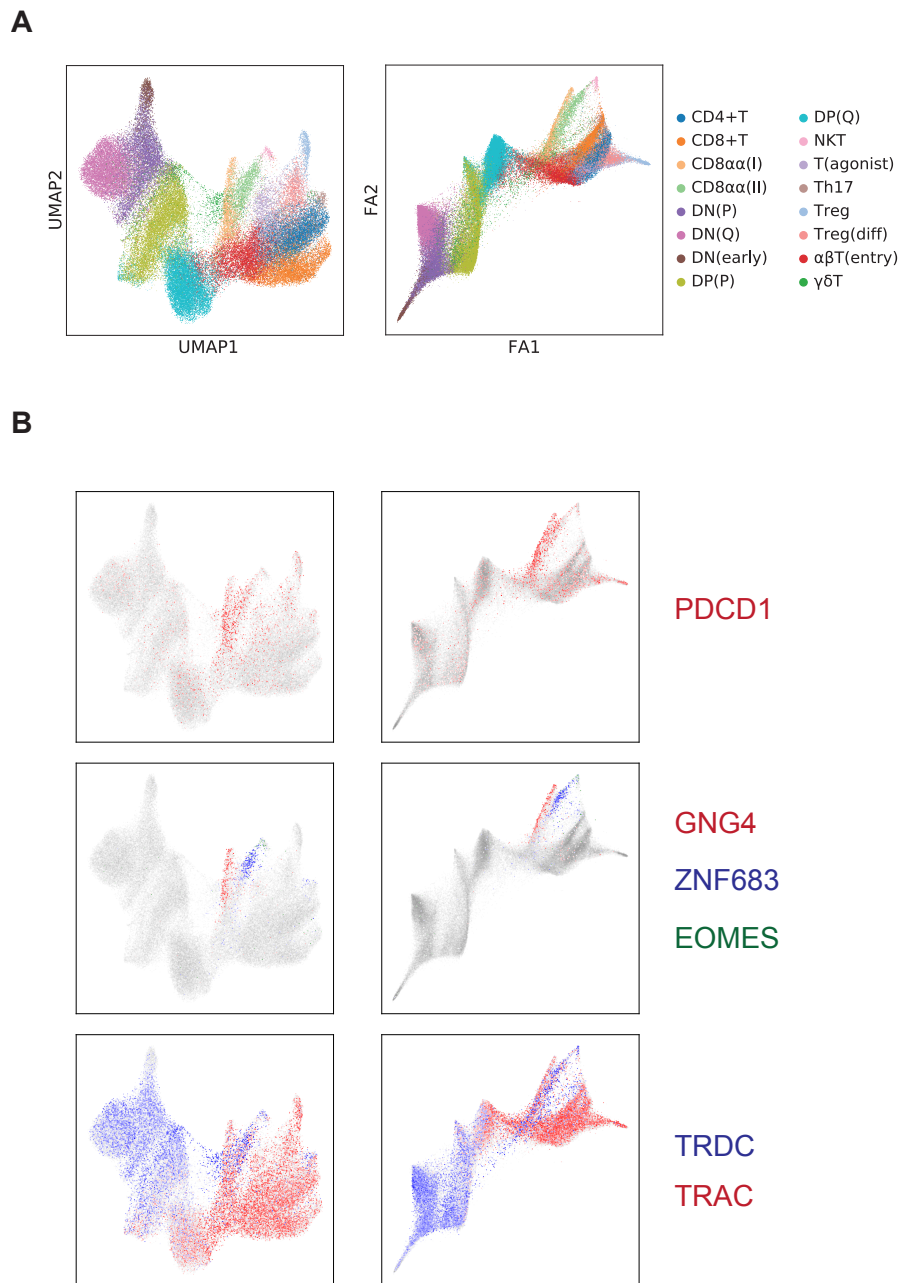 A
UMAP2
UMAP1
FA2
FA1
CD4+T
CD8+T
CD8αα(I)
CD8αα(II)
DN(P)
DN(Q)
DN(early)
DP(P)
DP(Q)
NKT
T(agonist)
Th17
Treg
Treg(diff)
αβT(entry)
γδT
B
PDCD1
GNG4
ZNF683
EOMES
TRDC
TRAC